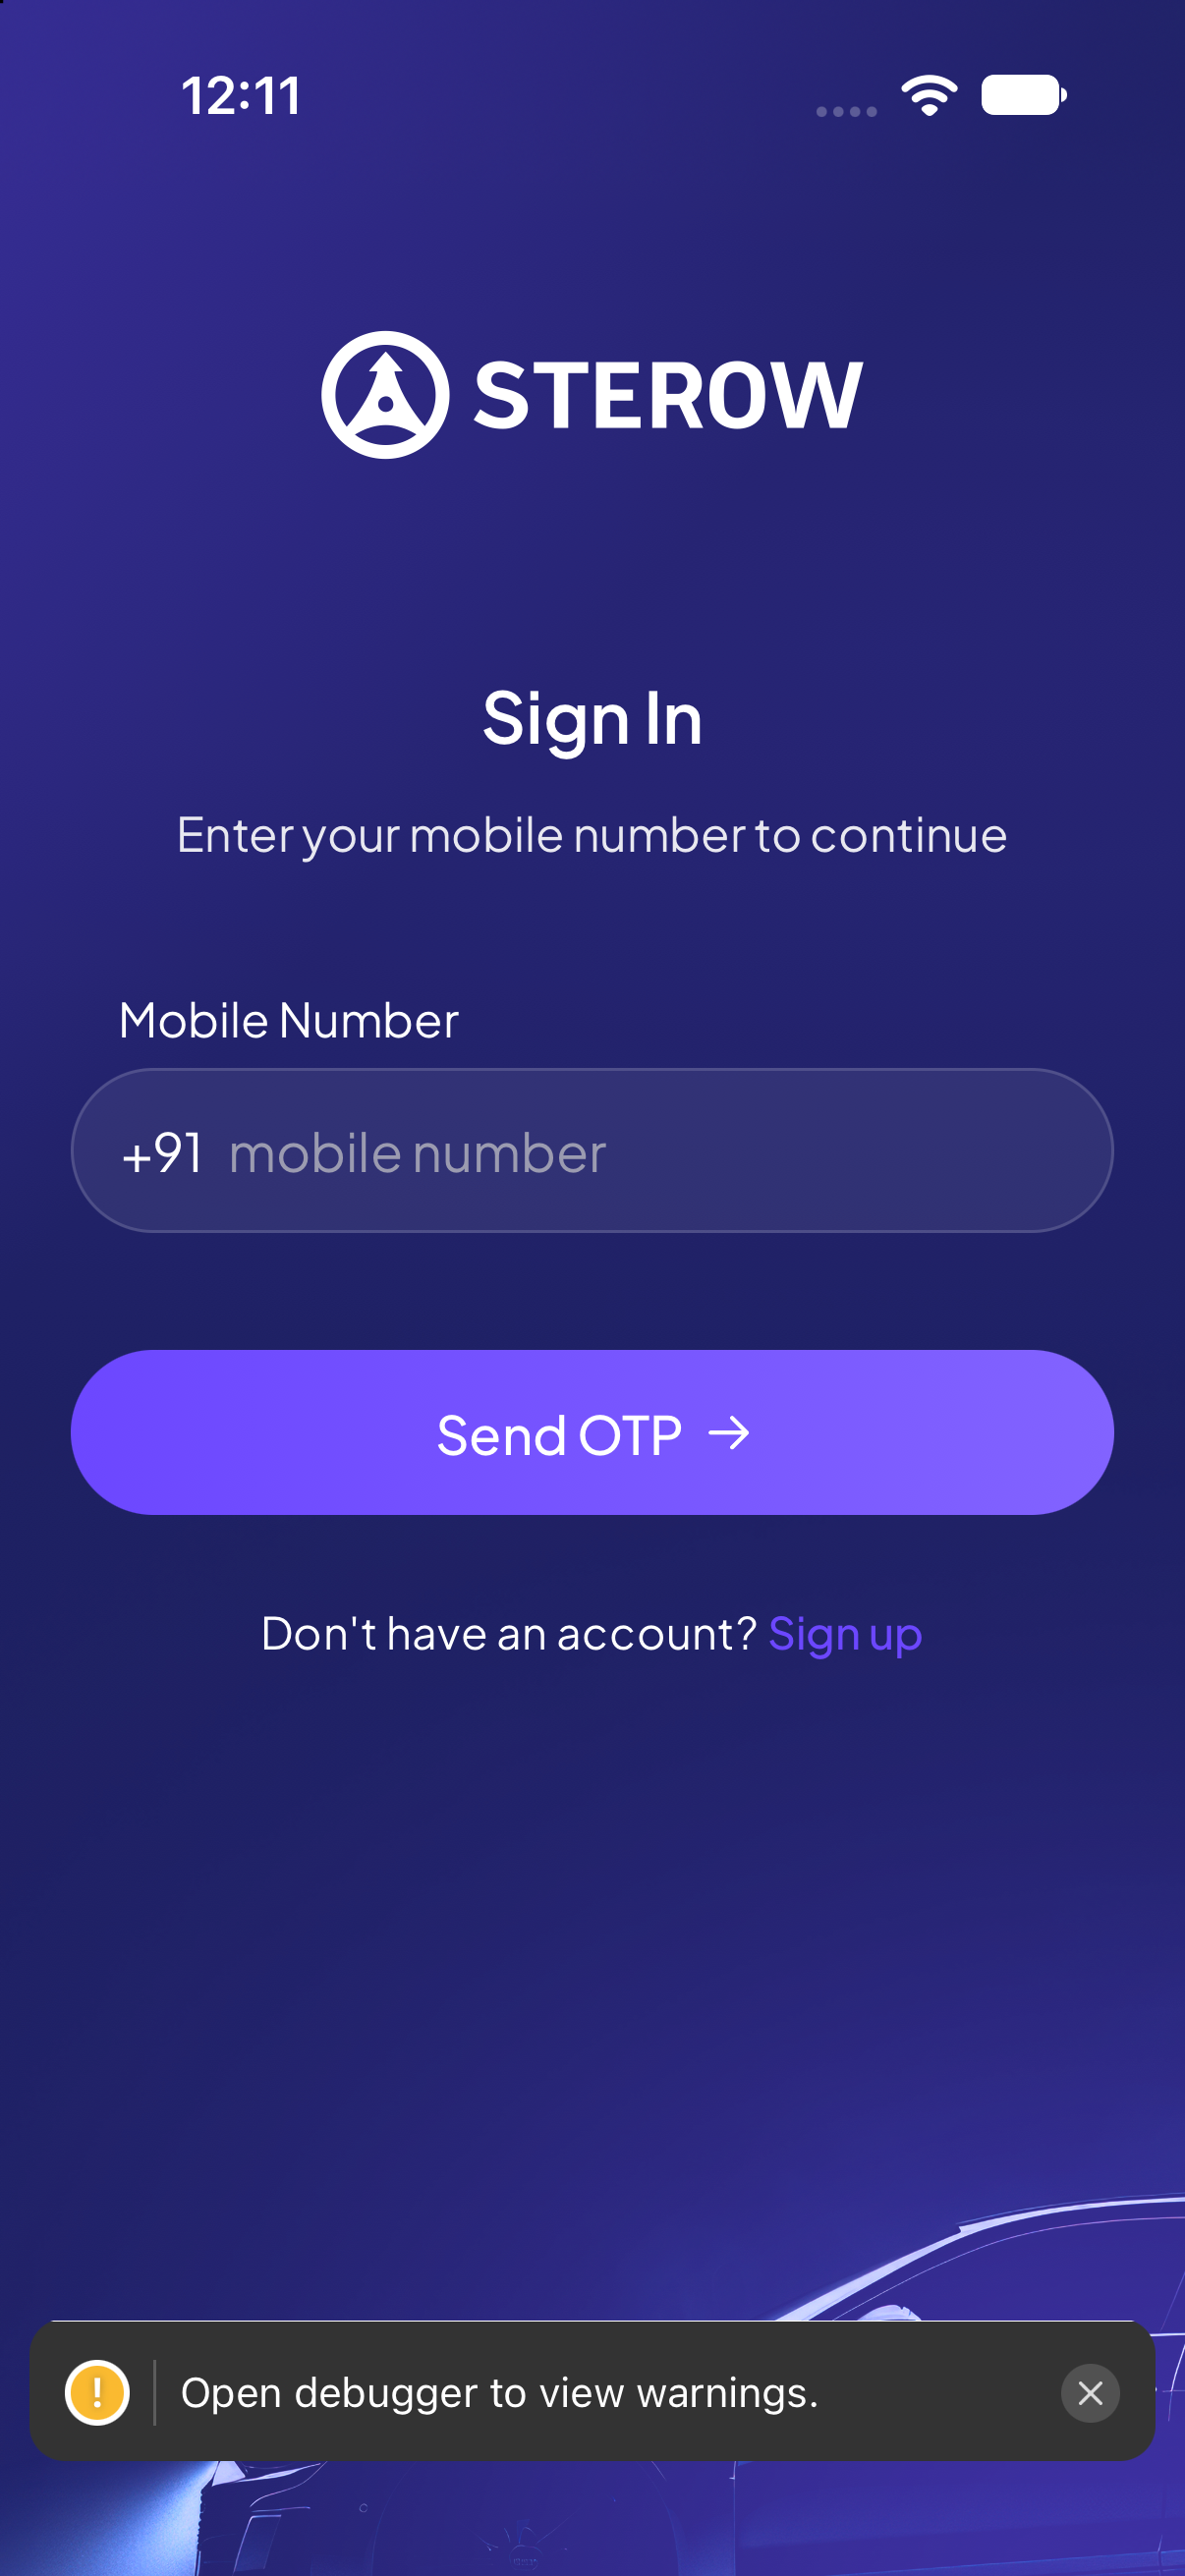 12:11
STEROW
Sign In
Enter your mobile number to continue
Mobile Number
+91 mobile number
Send OTP →
Don't have an account? Sign up
! Open debugger to view warnings.